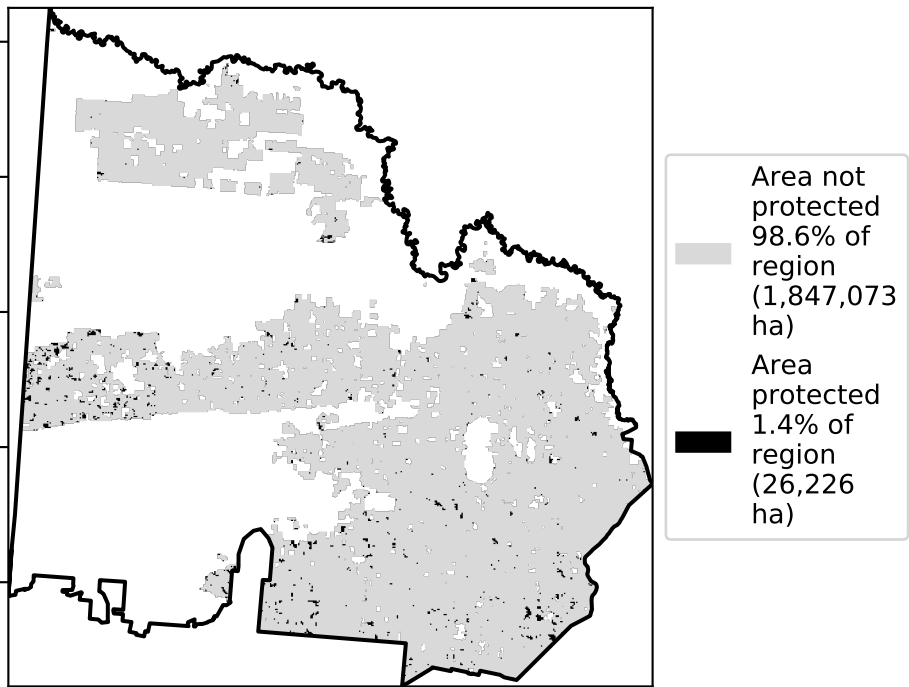 Area not
protected
98.6% of
region
(1,847,073
ha)
Area
protected
1.4% of
region
(26,226
ha)